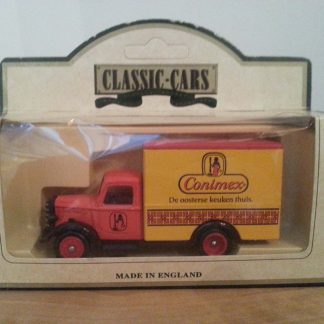 CLASSIC-CARS
Conimex
De oosterse keuken thuis.
MADE IN ENGLAND